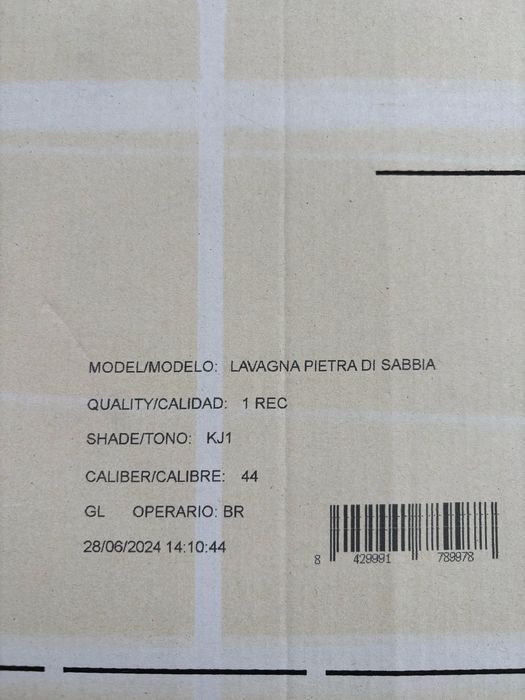 MODEL/MODELO: LAVAGNA PIETRA DI SABBIA
QUALITY/CALIDAD: 1 REC
SHADE/TONO: KJ1
CALIBER/CALIBRE: 44
GL OPERARIO: BR
28/06/2024 14:10:44
8 429991 789978